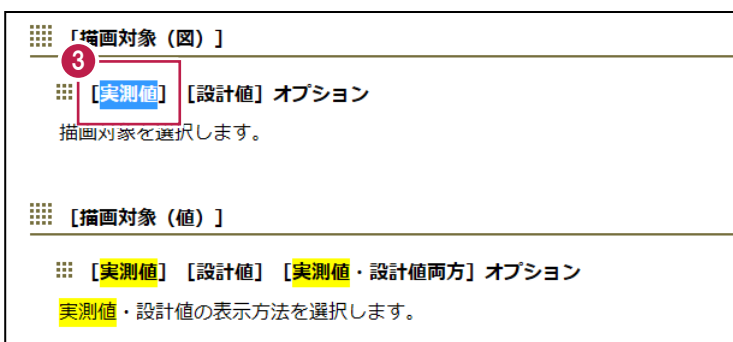 ［描画対象（図）］
3
［実測値］［設計値］オプション
描画対象を選択します。
［描画対象（値）］
［実測値］［設計値］［実測値・設計値両方］オプション
実測値・設計値の表示方法を選択します。